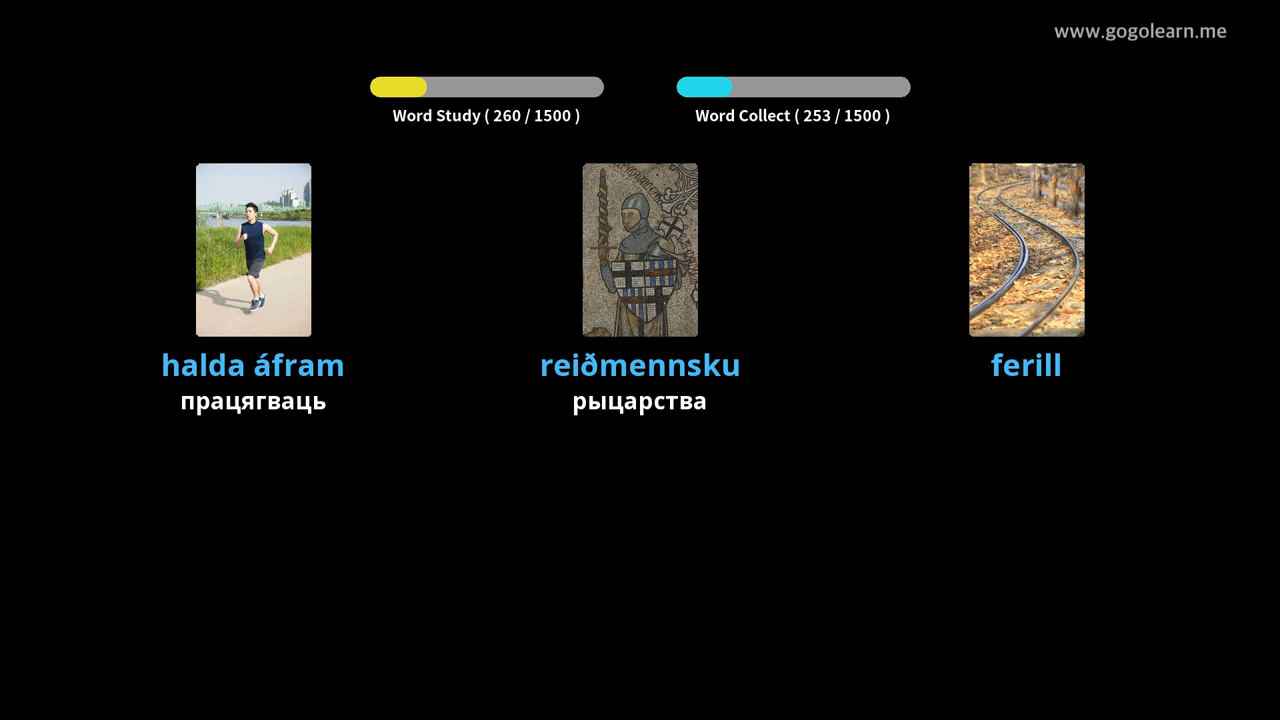 www.gogolearn.me
Word Study ( 260 / 1500 )
Word Collect ( 253 / 1500 )
halda áfram
reiðmennsku
ferill
працягваць
рыцарства